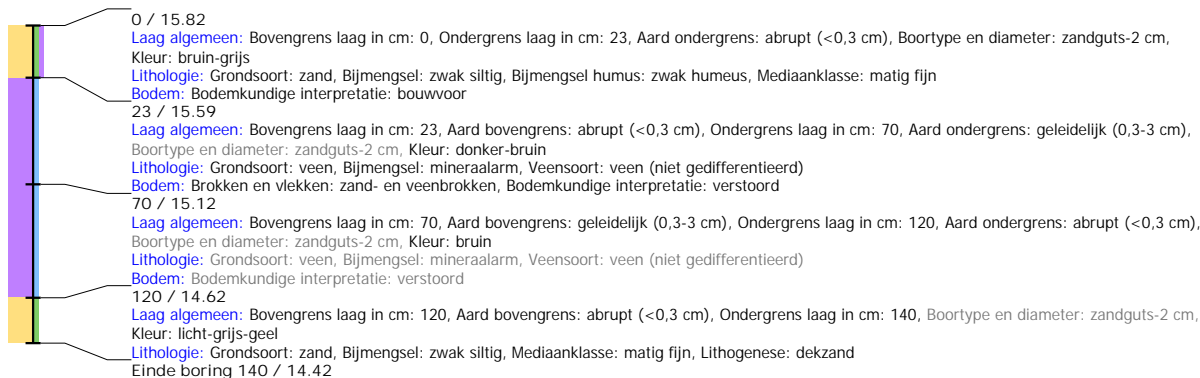 0 / 15.82
Laag algemeen: Bovengrens laag in cm: 0, Ondergrens laag in cm: 23, Aard ondergrens: abrupt (<0,3 cm), Boortype en diameter: zandguts-2 cm,
Kleur: bruin-grijs
Lithologie: Grondsoort: zand, Bijmengsel: zwak siltig, Bijmengsel humus: zwak humeus, Mediaanklasse: matig fijn
Bodem: Bodemkundige interpretatie: bouwvoor
23 / 15.59
Laag algemeen: Bovengrens laag in cm: 23, Aard bovengrens: abrupt (<0,3 cm), Ondergrens laag in cm: 70, Aard ondergrens: geleidelijk (0,3-3 cm),
Boortype en diameter: zandguts-2 cm, Kleur: donker-bruin
Lithologie: Grondsoort: veen, Bijmengsel: mineraalarm, Veensoort: veen (niet gedifferentieerd)
Bodem: Brokken en vlekken: zand- en veenbrokken, Bodemkundige interpretatie: verstoord
70 / 15.12
Laag algemeen: Bovengrens laag in cm: 70, Aard bovengrens: geleidelijk (0,3-3 cm), Ondergrens laag in cm: 120, Aard ondergrens: abrupt (<0,3 cm),
Boortype en diameter: zandguts-2 cm, Kleur: bruin
Lithologie: Grondsoort: veen, Bijmengsel: mineraalarm, Veensoort: veen (niet gedifferentieerd)
Bodem: Bodemkundige interpretatie: verstoord
120 / 14.62
Laag algemeen: Bovengrens laag in cm: 120, Aard bovengrens: abrupt (<0,3 cm), Ondergrens laag in cm: 140, Boortype en diameter: zandguts-2 cm,
Kleur: licht-grijs-geel
Lithologie: Grondsoort: zand, Bijmengsel: zwak siltig, Mediaanklasse: matig fijn, Lithogenese: dekzand
Einde boring 140 / 14.42